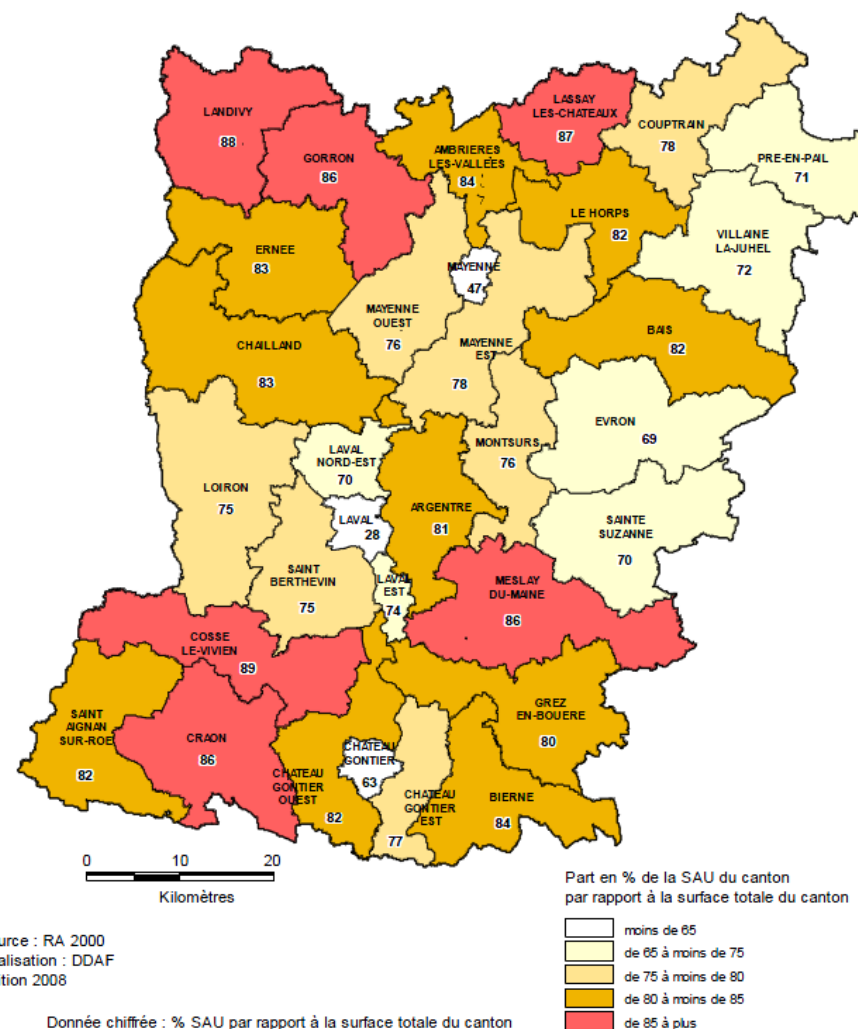 LANDIVY
88
GORRON
86
AMBRIERES
LES-VALLES
84
LASSAY
LES-CHATEAUX
87
COUPTRAIN
78
PRE-EN-PAIL
71
ERNEE
83
LE HORPS
82
VILLAINE
LA-JUHEL
72
MAYENNE
47
MAYENNE
OUEST
76
MAYENNE
EST
78
BAIS
82
CHAILLAND
83
EVRON
69
MONTSURS
76
LAVAL
NORD-EST
70
LOIRON
75
ARGENTRE
81
LAVAL
28
SAINTE
SUZANNE
70
SAINT
BERTHEVIN
75
LAVAL
EST
74
MESLAY
DU-MAINE
86
COSSE
LE-VIVIEN
89
SAINT
AIGNAN
SUR-ROE
82
CRAON
86
CHATEAU
GONTIER
63
CHATEAU
GONTIER
OUEST
82
CHATEAU
GONTIER
EST
77
GREZ
EN-BOUERE
80
BIERNE
84
0 10 20
Kilomètres
Part en % de la SAU du canton
par rapport à la surface totale du canton
moins de 65
de 65 à moins de 75
de 75 à moins de 80
de 80 à moins de 85
de 85 à plus
urce : RA 2000
alisation : DDAF
ition 2008
Donnée chiffrée : % SAU par rapport à la surface totale du canton